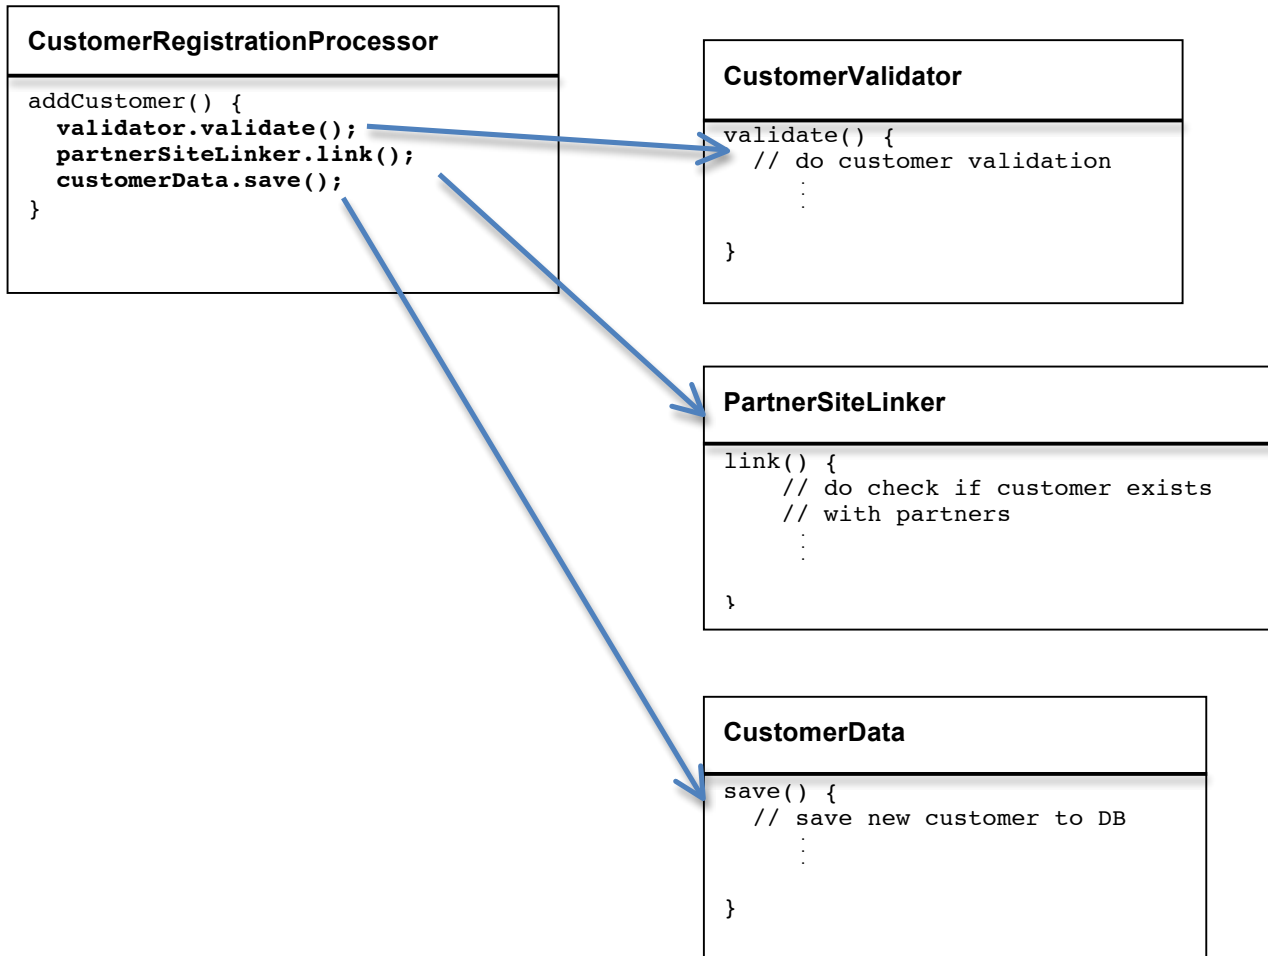 CustomerRegistrationProcessor
addCustomer() {
  validator.validate();
  partnerSiteLinker.link();
  customerData.save();
}
CustomerValidator
validate() {
  // do customer validation
     .
     .
     .
}
PartnerSiteLinker
link() {
    // do check if customer exists
    // with partners
     .
     .
     .
}
CustomerData
save() {
  // save new customer to DB
     .
     .
     .
}